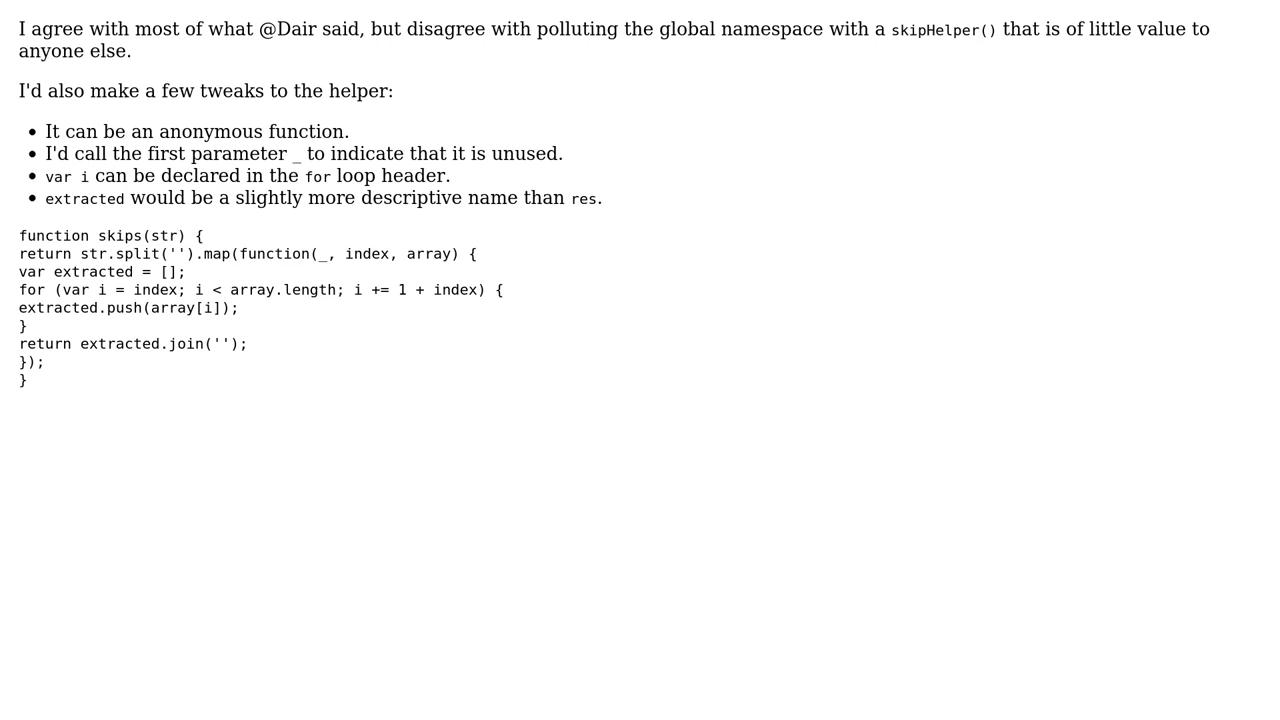 I agree with most of what @Dair said, but disagree with polluting the global namespace with a skipHelper() that is of little value to
anyone else.
I'd also make a few tweaks to the helper:
• It can be an anonymous function.
• I'd call the first parameter _ to indicate that it is unused.
• var i can be declared in the for loop header.
• extracted would be a slightly more descriptive name than res.
function skips(str) {
return str.split('').map(function(_, index, array) {
var extracted = [];
for (var i = index; i < array.length; i += 1 + index) {
extracted.push(array[i]);
}
return extracted.join('');
});
}